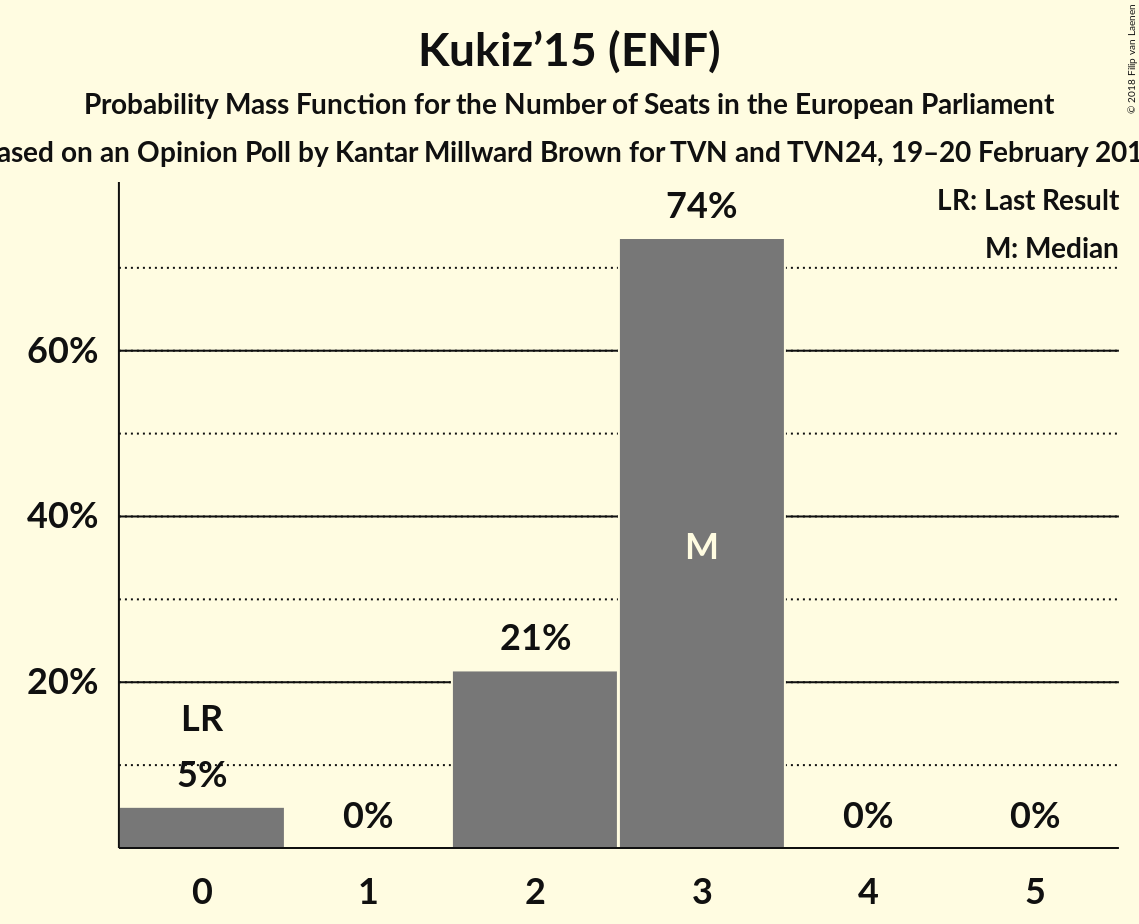 Kukiz’15 (ENF)
Probability Mass Function for the Number of Seats in the European Parliament
on an Opinion Poll by Kantar Millward Brown for TVN and TVN24, 19–20 February
© 2018 Filip van Laenen
LR: Last Result
M: Median
74%
60%
40%
M
21%
20%
LR
5%
0%
0%
0%
0 1 2 3 4 5